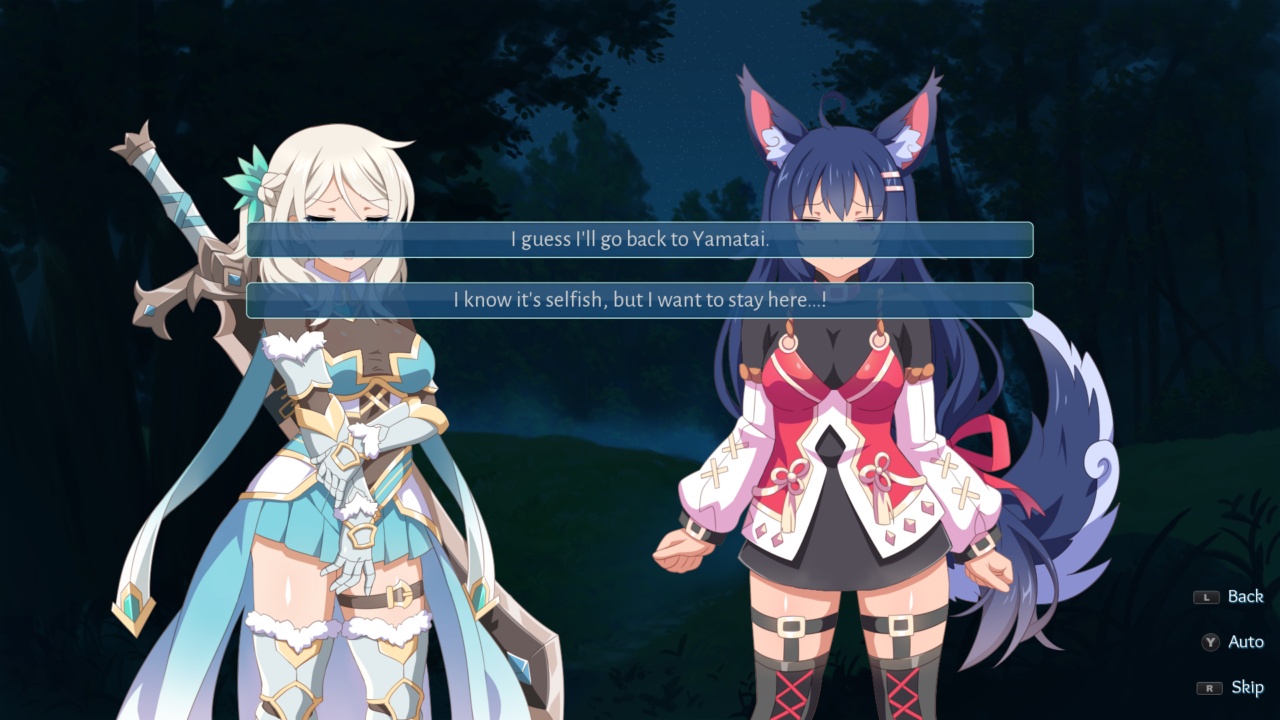 I guess I'll go back to Yamatai.
I know it's selfish, but I want to stay here...!
L Back
Y Auto
R Skip